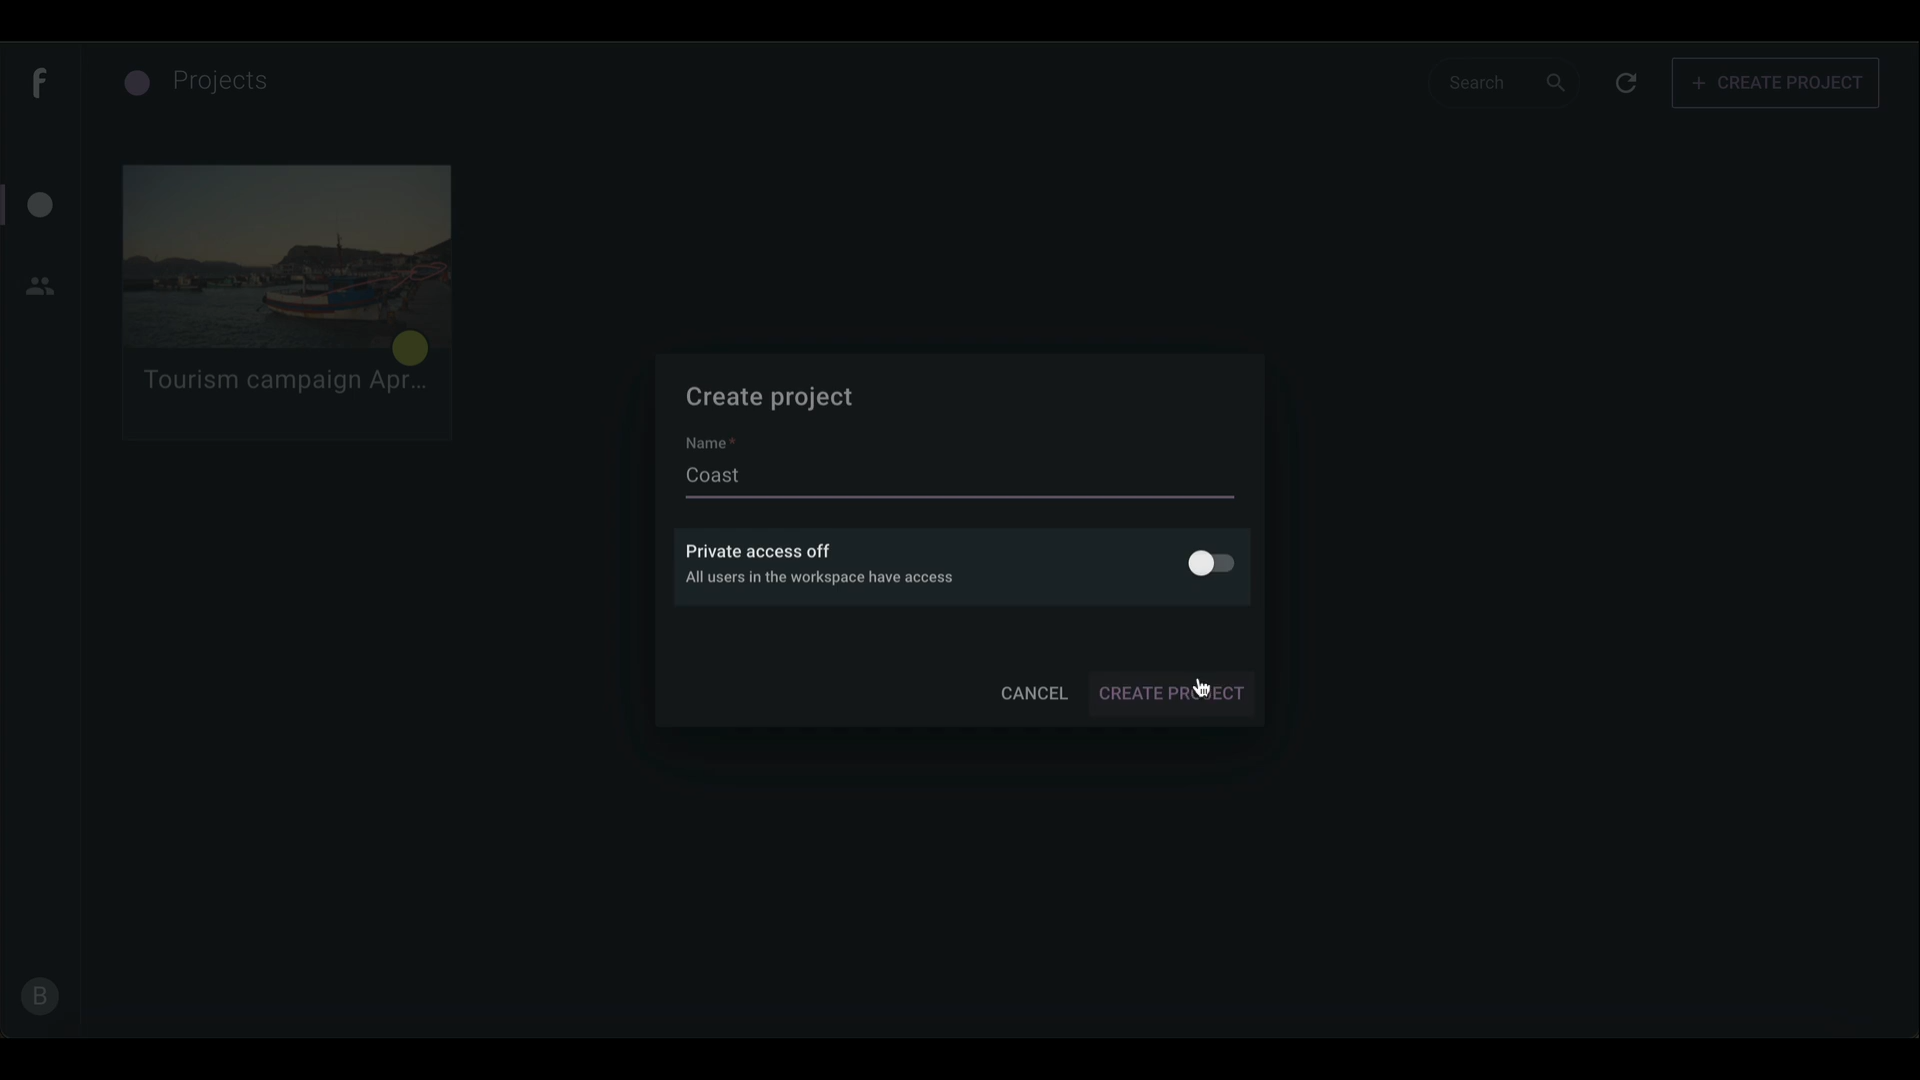 f
Projects
Search
+ CREATE PROJECT
Tourism campaign Apr...
Create project
Name *
Coast
Private access off
All users in the workspace have access
CANCEL
CREATE PROJECT
B